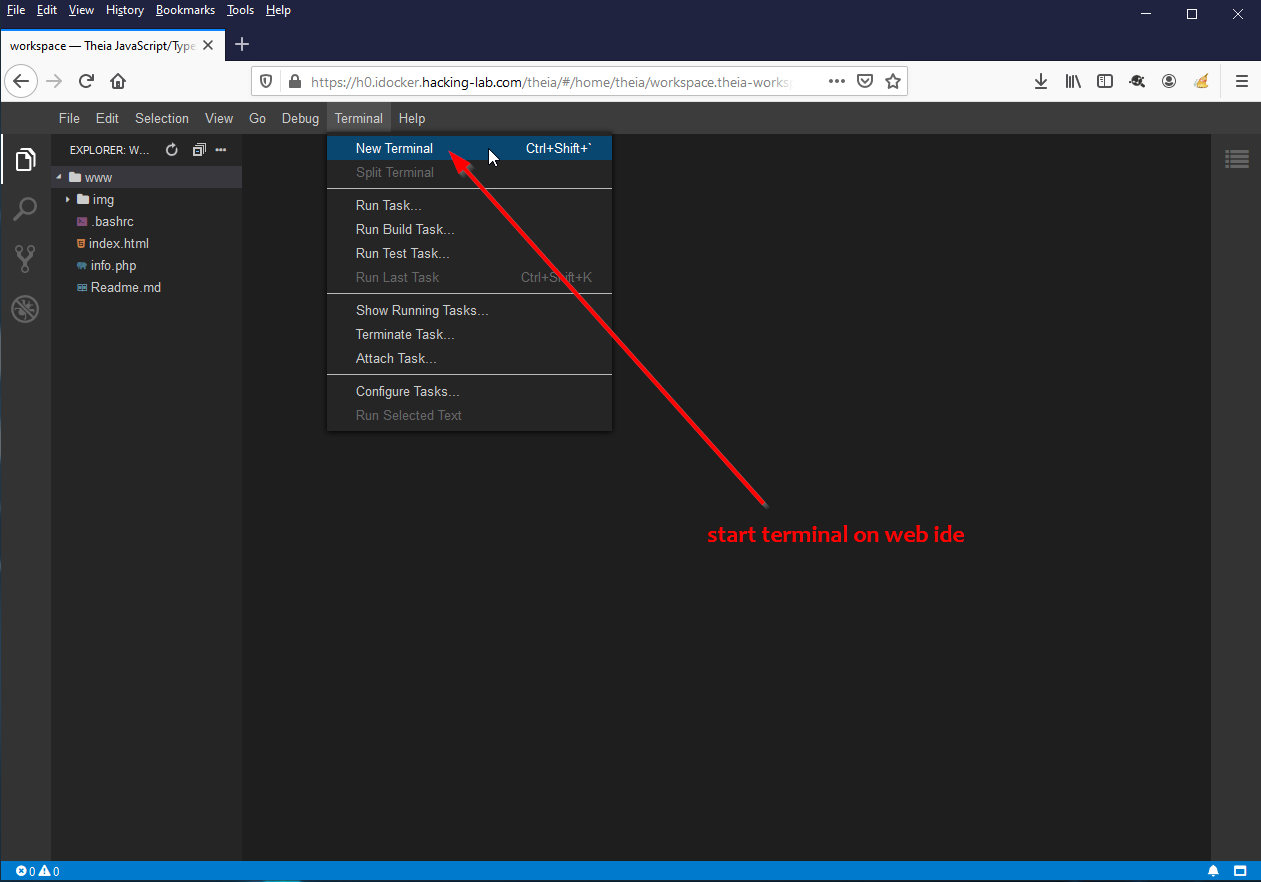 File Edit View History Bookmarks Tools Help
workspace — Theia JavaScript/Type
https://h0.idocker.hacking-lab.com/theia/#/home/theia/workspace.theia-works
File Edit Selection View Go Debug Terminal Help
EXPLORER: W...
www
img
.bashrc
index.html
info.php
Readme.md
New Terminal Ctrl+Shift+`
Split Terminal
Run Task...
Run Build Task...
Run Test Task...
Run Last Task Ctrl+Shift+K
Show Running Tasks...
Terminate Task...
Attach Task...
Configure Tasks...
Run Selected Text
start terminal on web ide
0 0